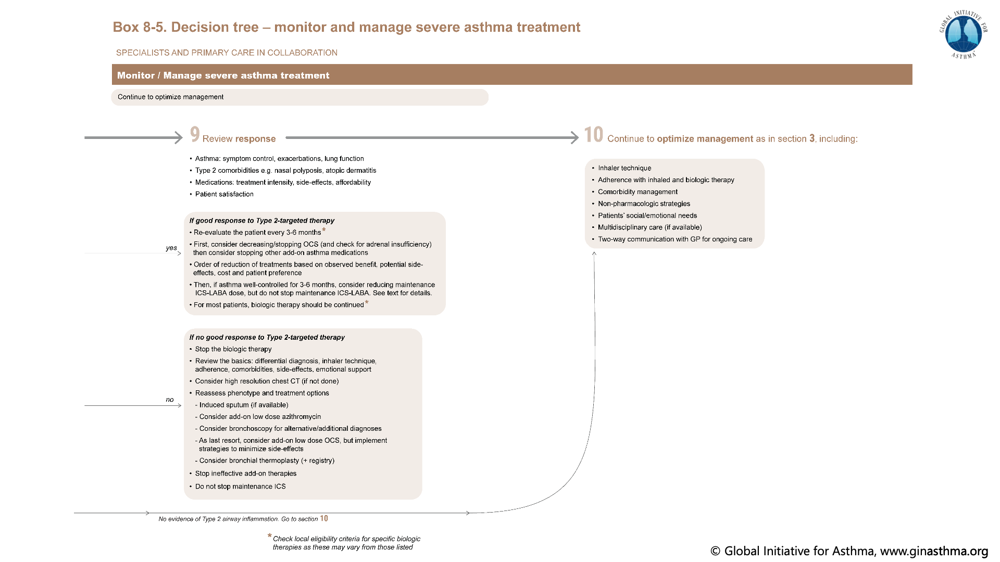 Box 8-5. Decision tree – monitor and manage severe asthma treatment
GLOBAL INITIATIVE FOR
ASTHMA
SPECIALISTS AND PRIMARY CARE IN COLLABORATION
Monitor / Manage severe asthma treatment
Continue to optimize management
9 Review response
• Asthma: symptom control, exacerbations, lung function
• Type 2 comorbidities e.g. nasal polyposis, atopic dermatitis
• Medications: treatment intensity, side-effects, affordability
• Patient satisfaction
yes
If good response to Type 2-targeted therapy
• Re-evaluate the patient every 3-6 months*
• First, consider decreasing/stopping OCS (and check for adrenal insufficiency)
then consider stopping other add-on asthma medications
• Order of reduction of treatments based on observed benefit, potential side-
effects, cost and patient preference
• Then, if asthma well-controlled for 3-6 months, consider reducing maintenance
ICS-LABA dose, but do not stop maintenance ICS-LABA. See text for details.
• For most patients, biologic therapy should be continued*
no
If no good response to Type 2-targeted therapy
• Stop the biologic therapy
• Review the basics: differential diagnosis, inhaler technique,
adherence, comorbidities, side-effects, emotional support
• Consider high resolution chest CT (if not done)
• Reassess phenotype and treatment options
- Induced sputum (if available)
- Consider add-on low dose azithromycin
- Consider bronchoscopy for alternative/additional diagnoses
- As last resort, consider add-on low dose OCS, but implement
strategies to minimize side-effects
- Consider bronchial thermoplasty (+ registry)
• Stop ineffective add-on therapies
• Do not stop maintenance ICS
No evidence of Type 2 airway inflammation. Go to section 10
* Check local eligibility criteria for specific biologic
therapies as these may vary from those listed
10 Continue to optimize management as in section 3, including:
• Inhaler technique
• Adherence with inhaled and biologic therapy
• Comorbidity management
• Non-pharmacologic strategies
• Patients’ social/emotional needs
• Multidisciplinary care (if available)
• Two-way communication with GP for ongoing care
© Global Initiative for Asthma, www.ginasthma.org